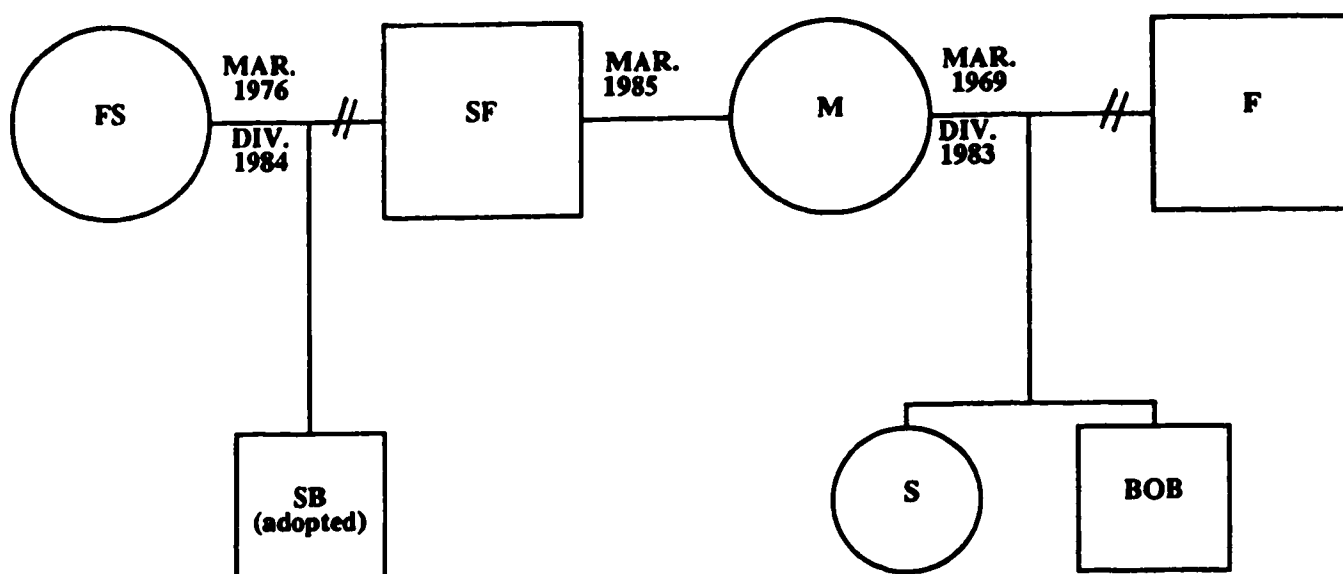 FS
MAR.
1976
DIV.
1984
SF
MAR.
1985
M
MAR.
1969
DIV.
1983
F
SB
(adopted)
S
BOB